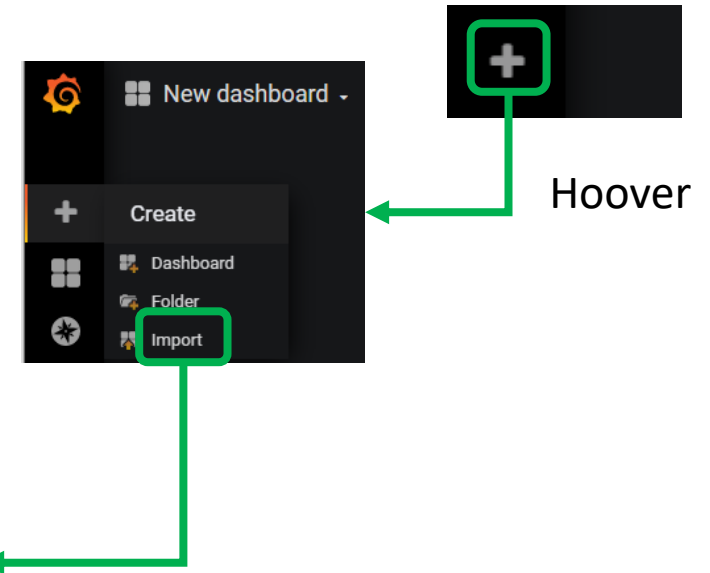 New dashboard
Hoover
Create
Dashboard
Folder
Import